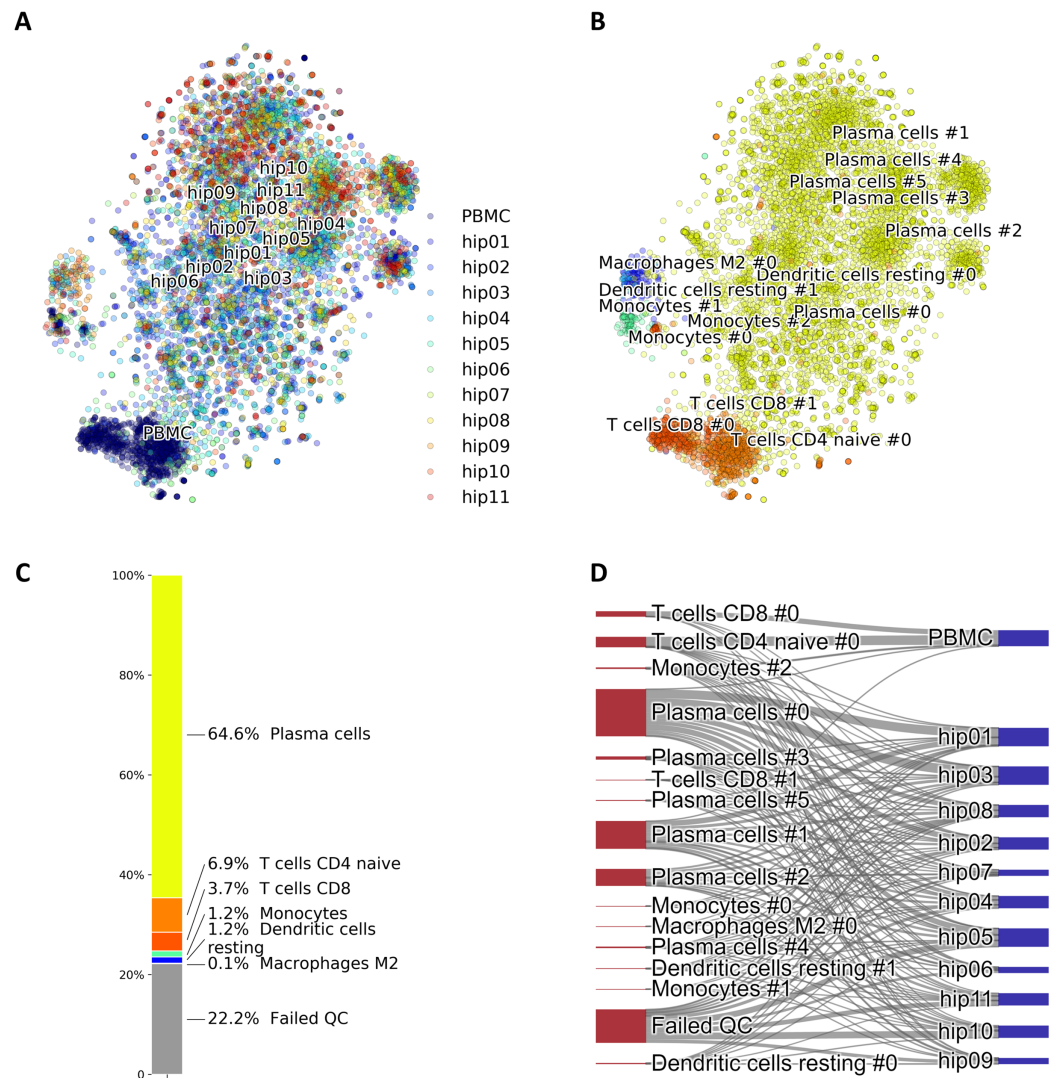 A
hip10
hip09
hip11
hip08
hip07
hip04
hip05
hip01
hip02
hip06
hip03
PBMC
PBMC
hip01
hip02
hip03
hip04
hip05
hip06
hip07
hip08
hip09
hip10
hip11
B
Plasma cells #1
Plasma cells #4
Plasma cells #5
Plasma cells #3
Plasma cells #2
Macrophages M2 #0
Dendritic cells resting #0
Dendritic cells resting #1
Monocytes #1
Plasma cells #0
Monocytes #2
Monocytes #0
T cells CD8 #1
T cells CD8 #0
T cells CD4 naive #0
C
100%
80%
60%
40%
20%
0
64.6% Plasma cells
6.9% T cells CD4 naive
3.7% T cells CD8
1.2% Monocytes
1.2% Dendritic cells
resting
0.1% Macrophages M2
22.2% Failed QC
D
T cells CD8 #0
T cells CD4 naive #0
Monocytes #2
Plasma cells #0
Plasma cells #3
T cells CD8 #1
Plasma cells #5
Plasma cells #1
Plasma cells #2
Monocytes #0
Macrophages M2 #0
Plasma cells #4
Dendritic cells resting #1
Monocytes #1
Failed QC
Dendritic cells resting #0
PBMC
hip01
hip03
hip08
hip02
hip07
hip04
hip05
hip06
hip11
hip10
hip09